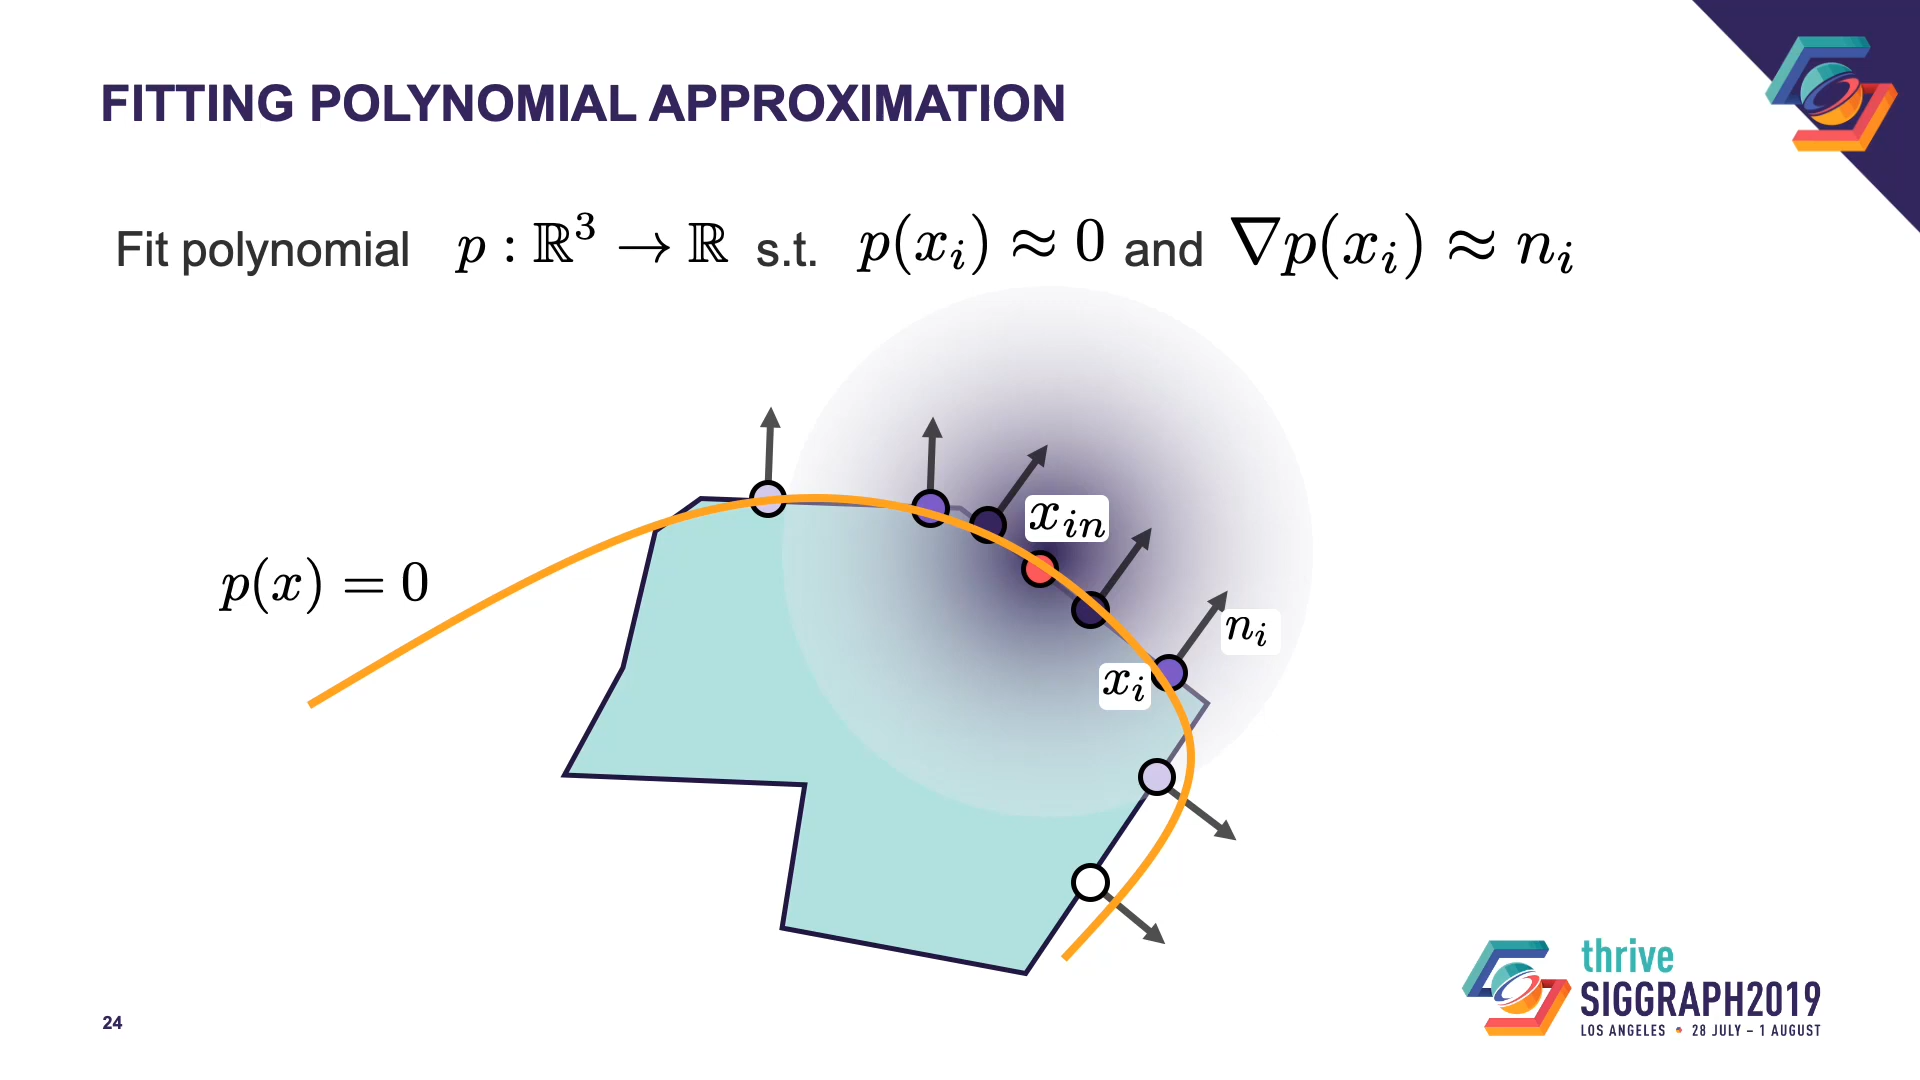 FITTING POLYNOMIAL APPROXIMATION
Fit polynomial p : ℝ³ → ℝ s.t. p(xᵢ) ≈ 0 and ∇p(xᵢ) ≈ nᵢ
xᵢₙ
p(x) = 0
nᵢ
xᵢ
thrive
SIGGRAPH2019
LOS ANGELES • 28 JULY – 1 AUGUST
24